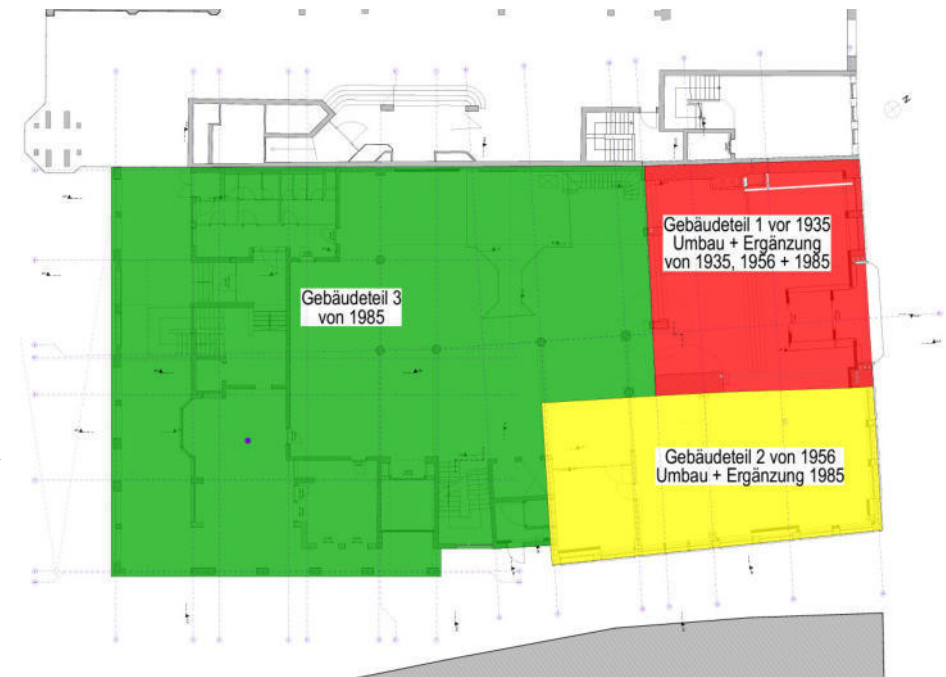 N
Gebäudeteil 1 vor 1935
Umbau + Ergänzung
von 1935, 1956 + 1985
Gebäudeteil 3
von 1985
Gebäudeteil 2 von 1956
Umbau + Ergänzung 1985